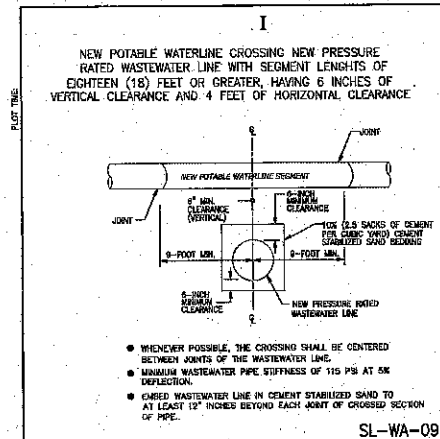 I
NEW POTABLE WATERLINE CROSSING NEW PRESSURE
RATED WASTEWATER LINE WITH SEGMENT LENGHTS OF
EIGHTEEN (18) FEET OR GREATER, HAVING 6 INCHES OF
VERTICAL CLEARANCE AND 4 FEET OF HORIZONTAL CLEARANCE
PLOT TIME:
℄
JOINT
NEW POTABLE WATERLINE SEGMENT
6" MIN.
CLEARANCE
(VERTICAL)
6-INCH
MINIMUM
CLEARANCE
JOINT
10% (2.5 SACKS OF CEMENT
PER CUBIC YARD) CEMENT
STABILIZED SAND BEDDING
9-FOOT MIN.
9-FOOT MIN.
6-INCH
MINIMUM
CLEARANCE
NEW PRESSURE RATED
WASTEWATER LINE
℄
● WHENEVER POSSIBLE, THE CROSSING SHALL BE CENTERED
BETWEEN JOINTS OF THE WASTEWATER LINE.
● MINIMUM WASTEWATER PIPE STIFFNESS OF 115 PSI AT 5%
DEFLECTION.
● EMBED WASTEWATER LINE IN CEMENT STABILIZED SAND TO
AT LEAST 12" INCHES BEYOND EACH JOINT OF CROSSED SECTION
OF PIPE.
SL-WA-09